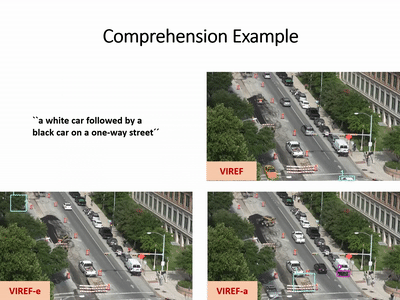 Comprehension Example
``a white car followed by a
black car on a one-way street´´
VIREF
VIREF-e
VIREF-a